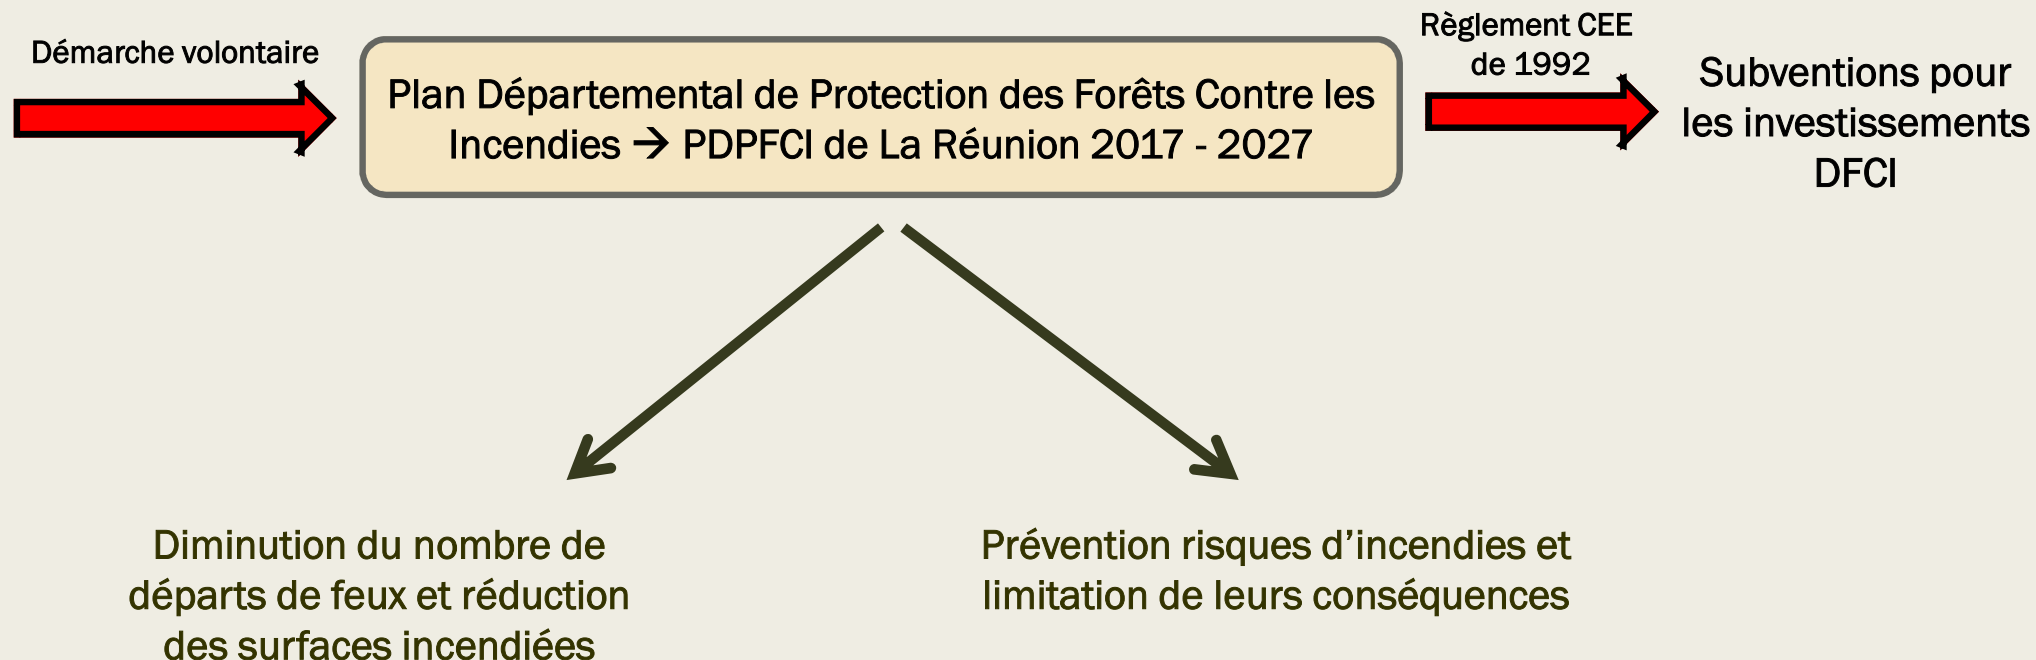 Démarche volontaire
Plan Départemental de Protection des Forêts Contre les
Incendies → PDPFCI de La Réunion 2017 - 2027
Règlement CEE
de 1992
Subventions pour
les investissements
DFCI
Diminution du nombre de
départs de feux et réduction
des surfaces incendiées
Prévention risques d’incendies et
limitation de leurs conséquences